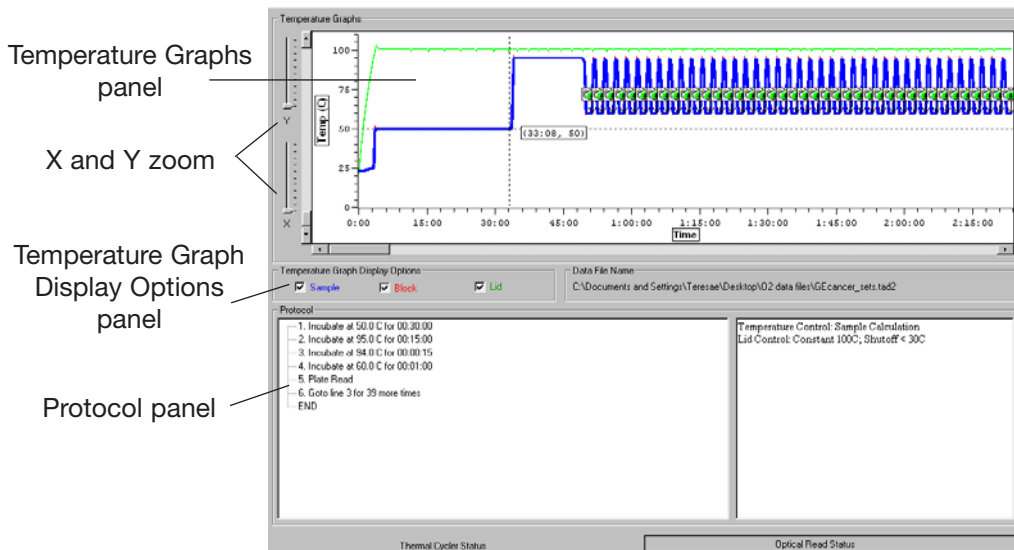 Temperature Graphs
Temperature Graphs
panel
X and Y zoom
Temperature Graph
Display Options
panel
Protocol panel
Y
X
Temp (C)
100
75
50
25
0
(33:08, 50)
0:00 15:00 30:00 45:00 1:00:00 1:15:00 1:30:00 1:45:00 2:00:00 2:15:00
Time
Temperature Graph Display Options
Sample Block Lid
Data File Name
C:\Documents and Settings\Teresae\Desktop\O2 data files\GEcancer_sets.tad2
Protocol
1. Incubate at 50.0 C for 00:30:00
2. Incubate at 95.0 C for 00:15:00
3. Incubate at 94.0 C for 00:00:15
4. Incubate at 60.0 C for 00:01:00
5. Plate Read
6. Goto line 3 for 39 more times
END
Temperature Control: Sample Calculation
Lid Control: Constant 100C; Shutoff < 30C
Thermal Cycler Status
Optical Read Status